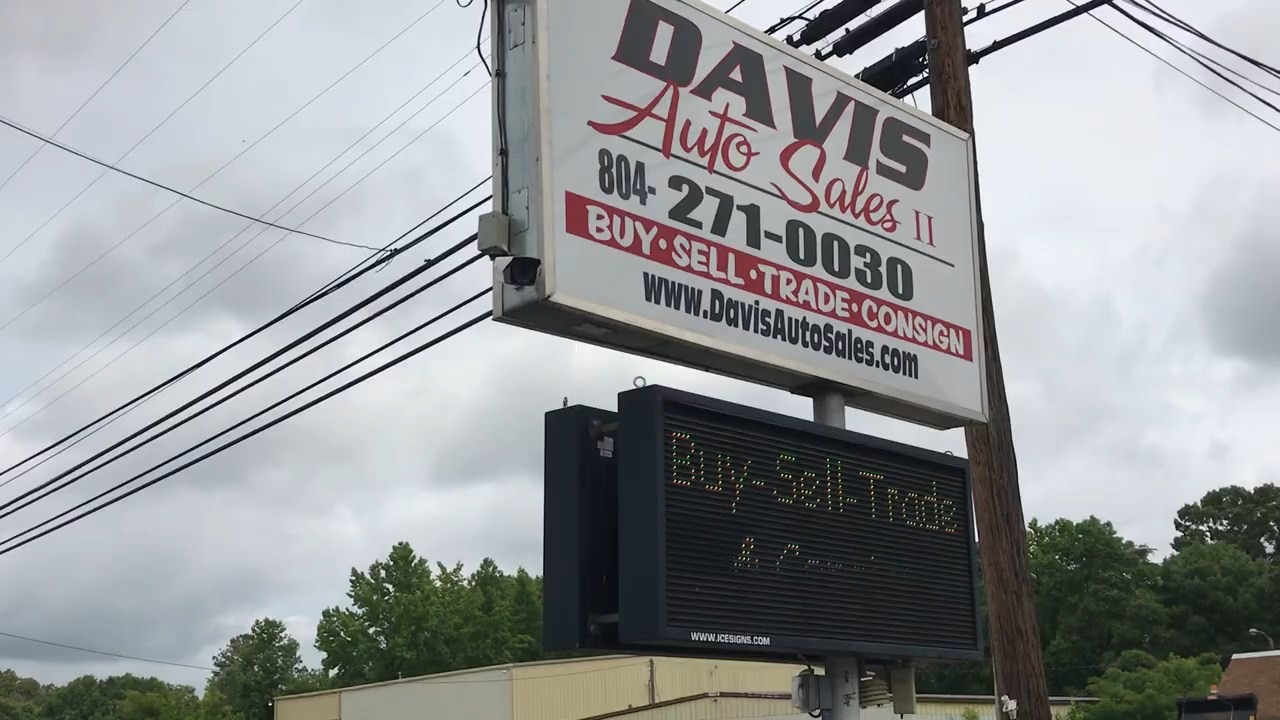 DAVIS
Auto Sales II
804-271-0030
BUY·SELL·TRADE·CONSIGN
www.DavisAutoSales.com
Buy-Sell-Trade
&
WWW.ICESIGNS.COM